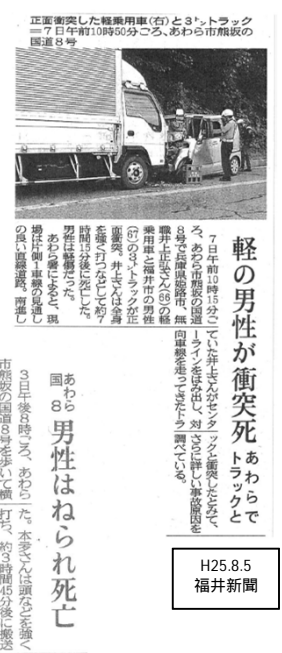 正面衝突した軽乗用車(右)と3㌧トラック
=7日午前10時50分ごろ、あわら市熊坂の
国道8号
軽の男性が衝突死
あわらで
トラックと
7日午前10時15分ご
ろ、あわら市熊坂の国道
8号で兵庫県姫路市、無
職井上正弘さん(66)の軽
乗用車と福井市の男性
(61)の3㌧トラックが正
面衝突。井上さんは全身
を強く打つなどして約7
時間15分後に死亡した。
男性は軽傷だった。
あわら署によると、現
場は片側1車線の見通し
の良い直線道路。南進し
ていた井上さんがセンタ
ーラインをはみ出し、対
向車線を走ってきたトラ
ックと衝突したとみて、
さらに詳しい事故原因を
調べている。
あわら
国8
男性はねられ死亡
3日午後8時ごろ、あわら
市熊坂の国道8号を歩いて横
た。本多さんは頭などを強く
打ち、約3時間45分後に搬送
H25.8.5
福井新聞